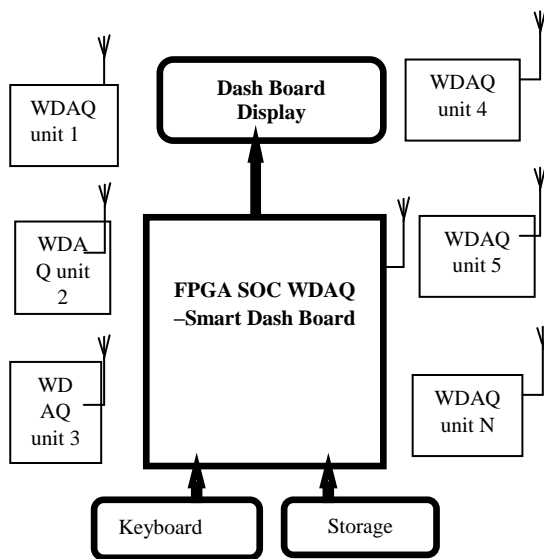 WDAQ
unit 1
Dash Board
Display
WDAQ
unit 4
WDA
Q unit
2
FPGA SOC WDAQ
–Smart Dash Board
WDAQ
unit 5
WD
AQ
unit 3
WDAQ
unit N
Keyboard
Storage